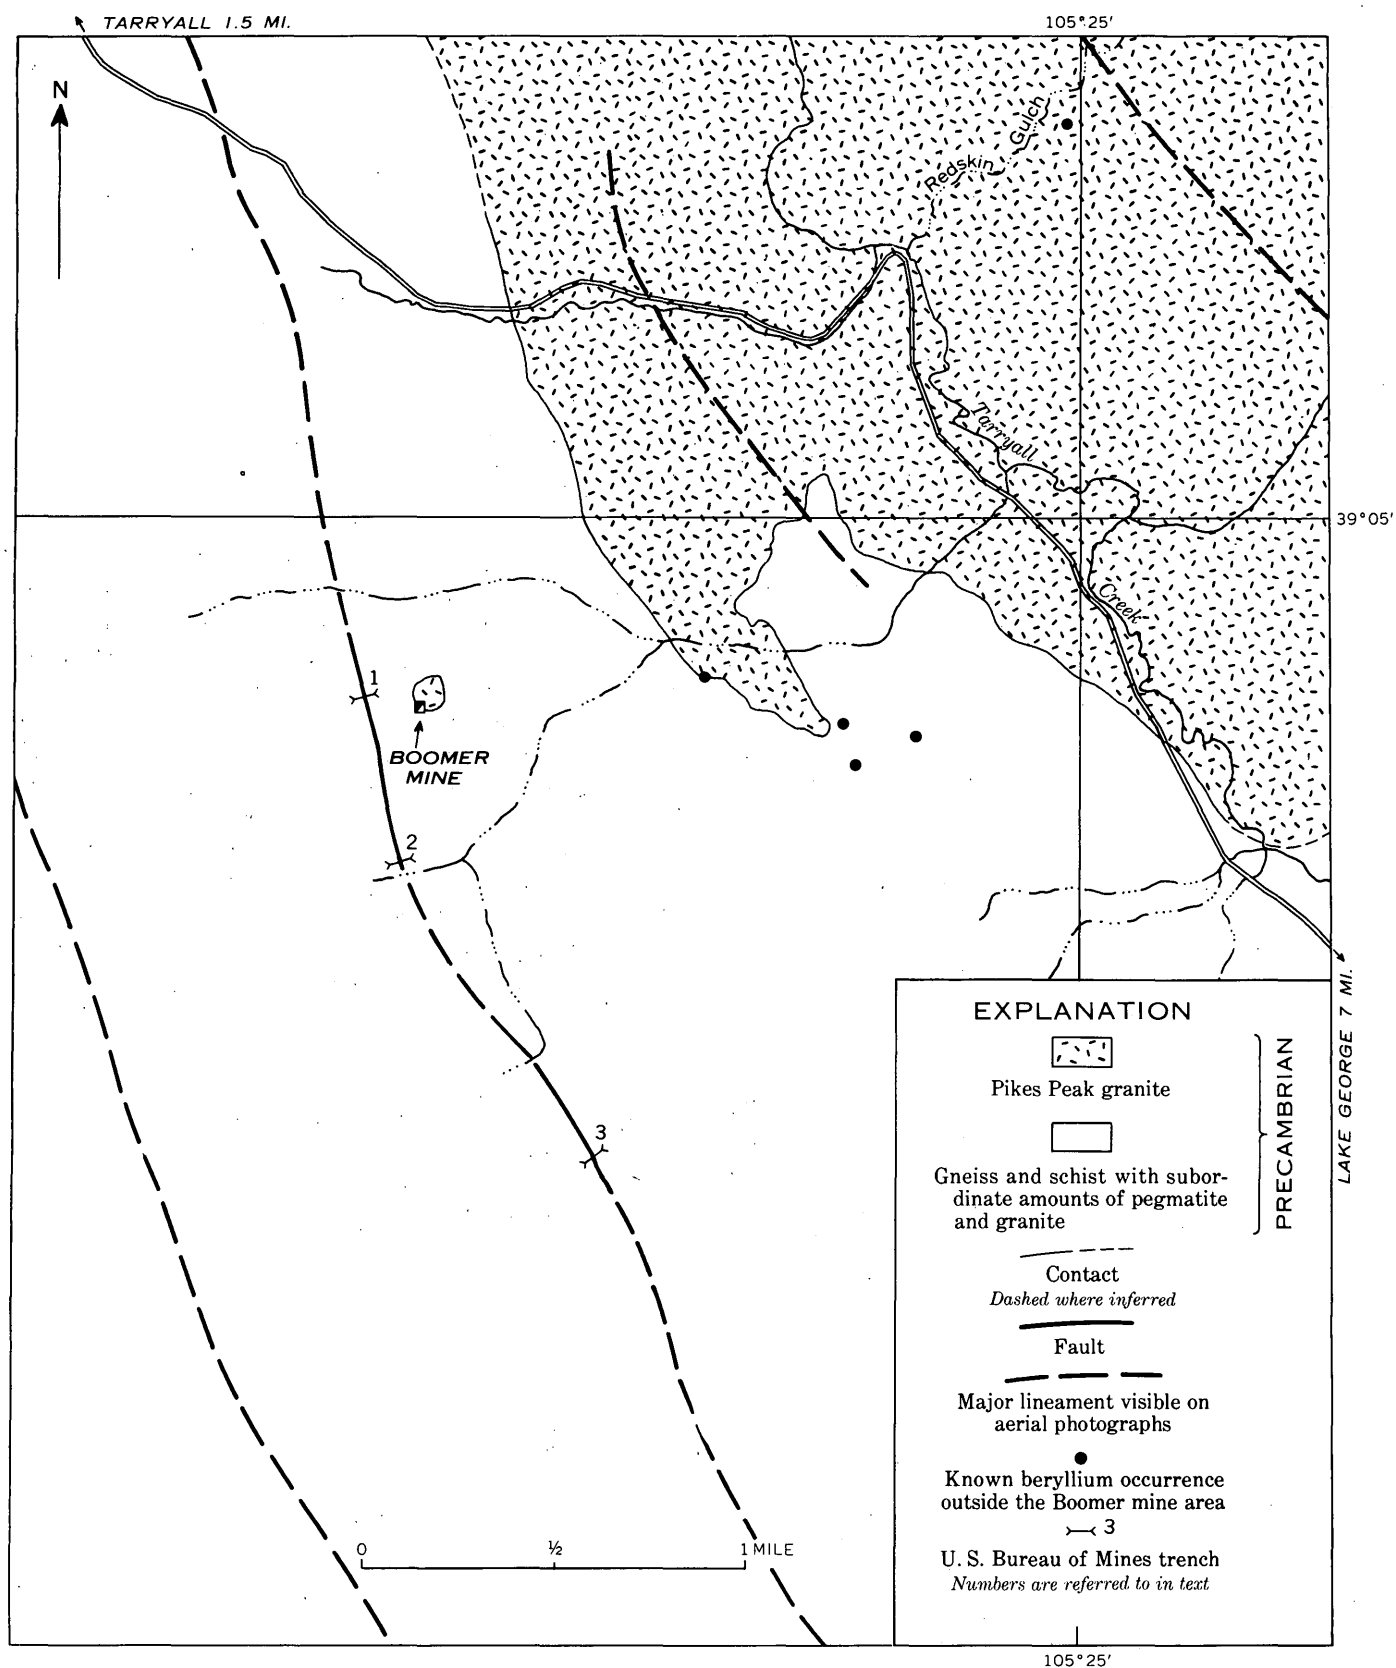 TARRYALL 1.5 MI.
105°25'
N
Redskin Gulch
Tarryall
39°05'
Creek
1
BOOMER
MINE
2
3
LAKE GEORGE 7 MI.
EXPLANATION
Pikes Peak granite
Gneiss and schist with subor-
dinate amounts of pegmatite
and granite
PRECAMBRIAN
Contact
Dashed where inferred
Fault
Major lineament visible on
aerial photographs
Known beryllium occurrence
outside the Boomer mine area
3
U. S. Bureau of Mines trench
Numbers are referred to in text
0 ½ 1 MILE
105°25'